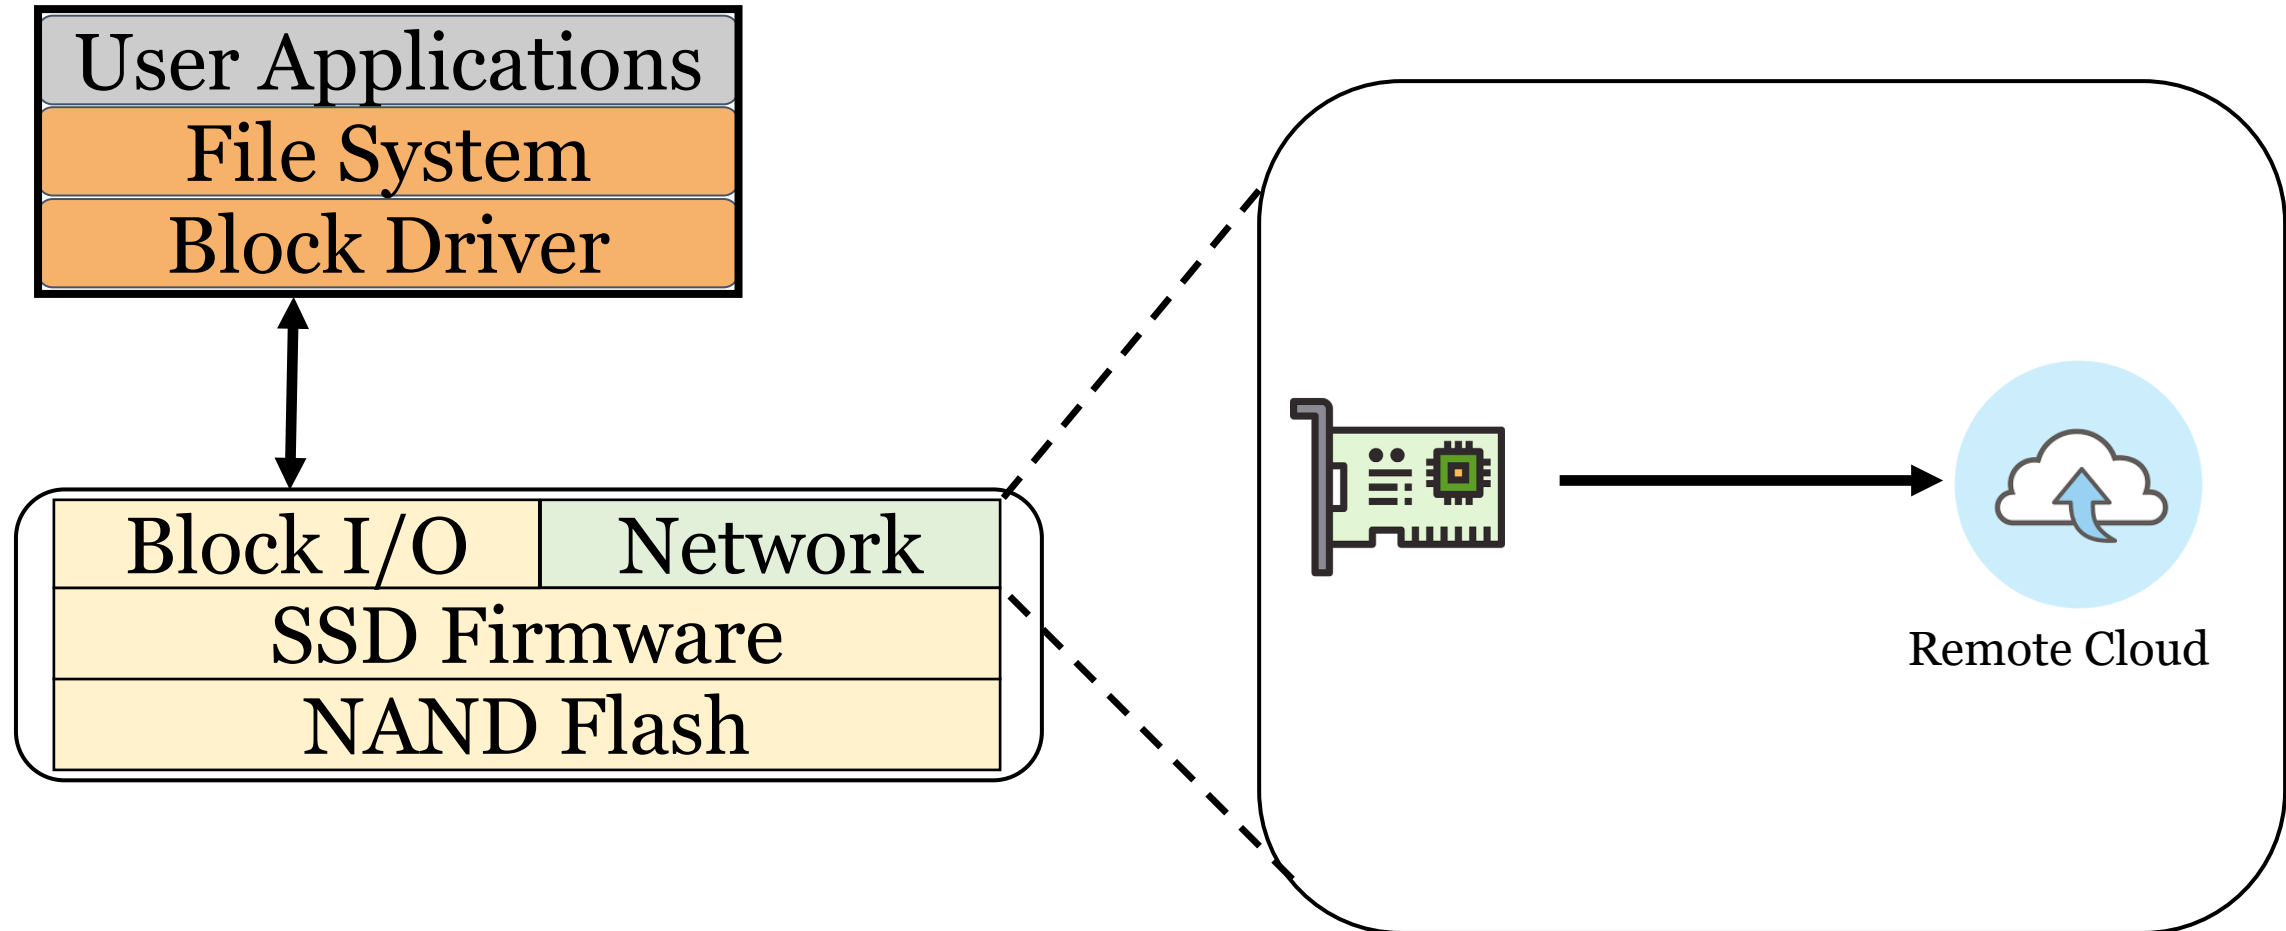 User Applications
File System
Block Driver
Block I/O
Network
SSD Firmware
NAND Flash
Remote Cloud